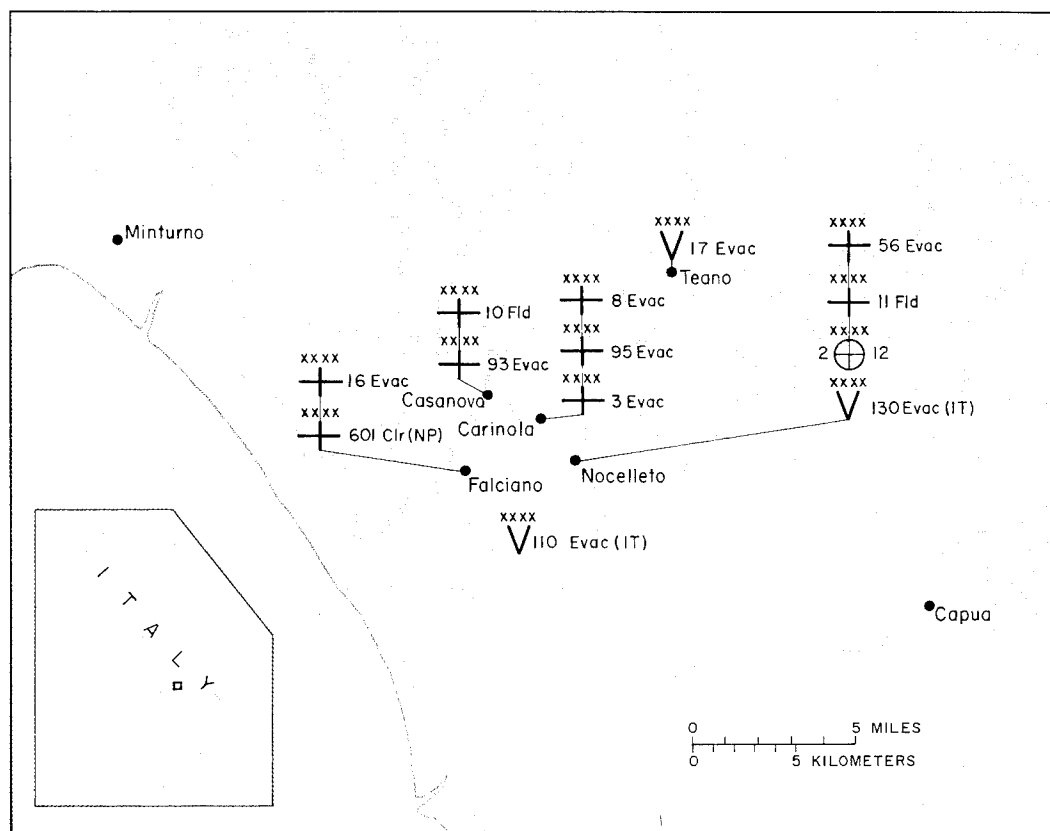 Minturno
xxxx
17 Evac
Teano
xxxx
56 Evac
xxxx
11 Fld
xxxx
2 12
xxxx
130 Evac (IT)
xxxx
10 Fld
xxxx
93 Evac
Casanova
xxxx
8 Evac
xxxx
95 Evac
xxxx
3 Evac
Carinola
xxxx
16 Evac
xxxx
601 Clr (NP)
Falciano
Nocelleto
xxxx
110 Evac (IT)
Capua
ITALY
0 5 MILES
0 5 KILOMETERS